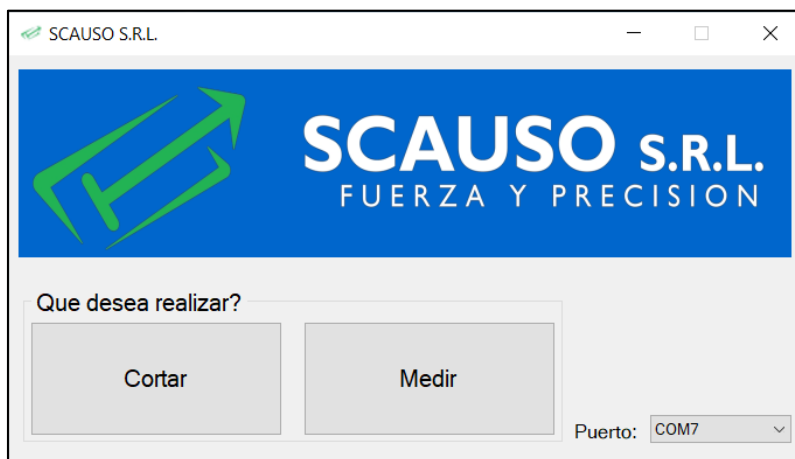 SCAUSO S.R.L.
SCAUSO S.R.L.
FUERZA Y PRECISION
Que desea realizar?
Cortar
Medir
Puerto:
COM7